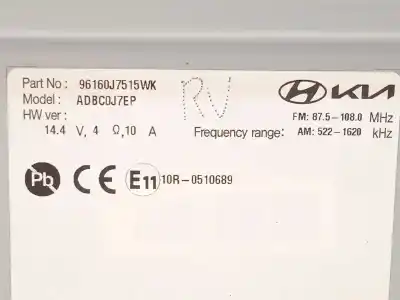 Part No : 96160J7515WK
Model : ADBC0J7EP
HW ver :
14.4 V, 4 Ω,10 A
RV
KIA
FM: 87.5-108.0 MHz
Frequency range: AM: 522-1620 kHz
Pb CE E11 10R-0510689